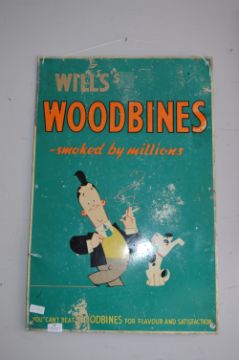 WILLS's
WOODBINES
-smoked by millions
YOU CAN'T BEAT WOODBINES FOR FLAVOUR AND SATISFACTION